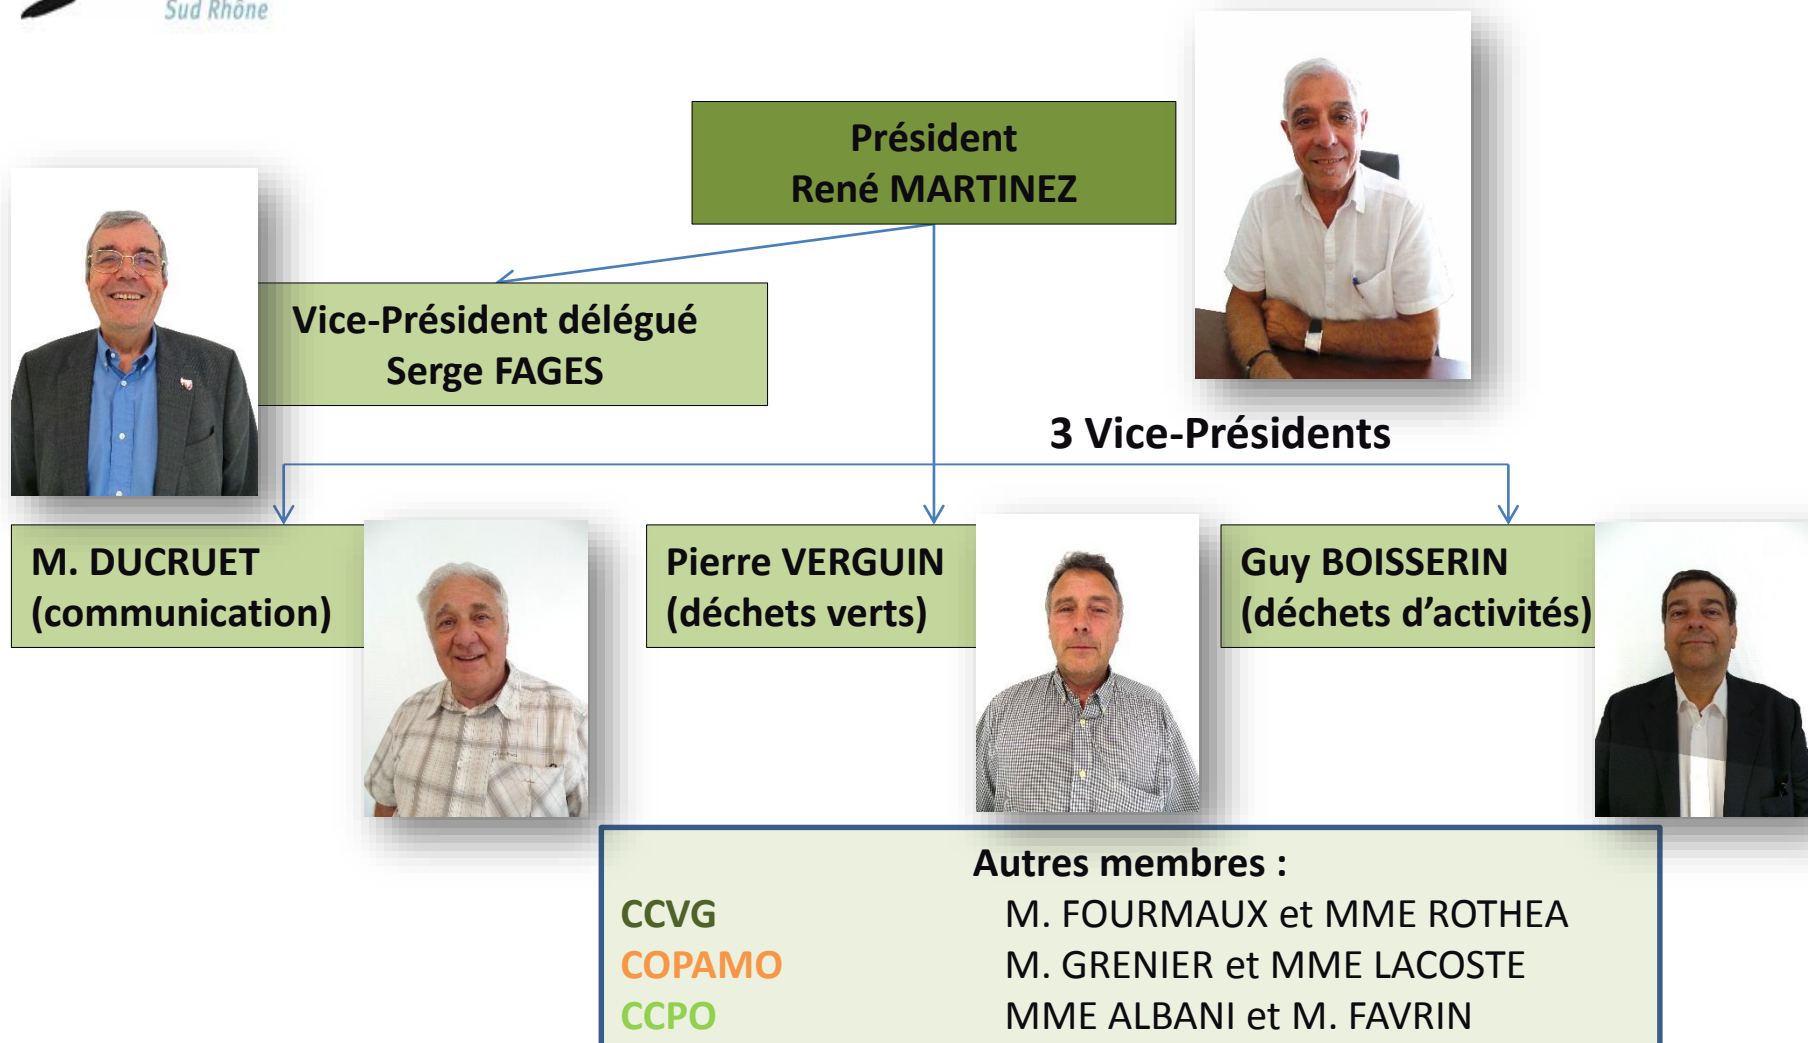 Sud Rhône
Président
René MARTINEZ
Vice-Président délégué
Serge FAGES
3 Vice-Présidents
M. DUCRUET
(communication)
Pierre VERGUIN
(déchets verts)
Guy BOISSERIN
(déchets d’activités)
Autres membres :
CCVG M. FOURMAUX et MME ROTHEA
COPAMO M. GRENIER et MME LACOSTE
CCPO MME ALBANI et M. FAVRIN